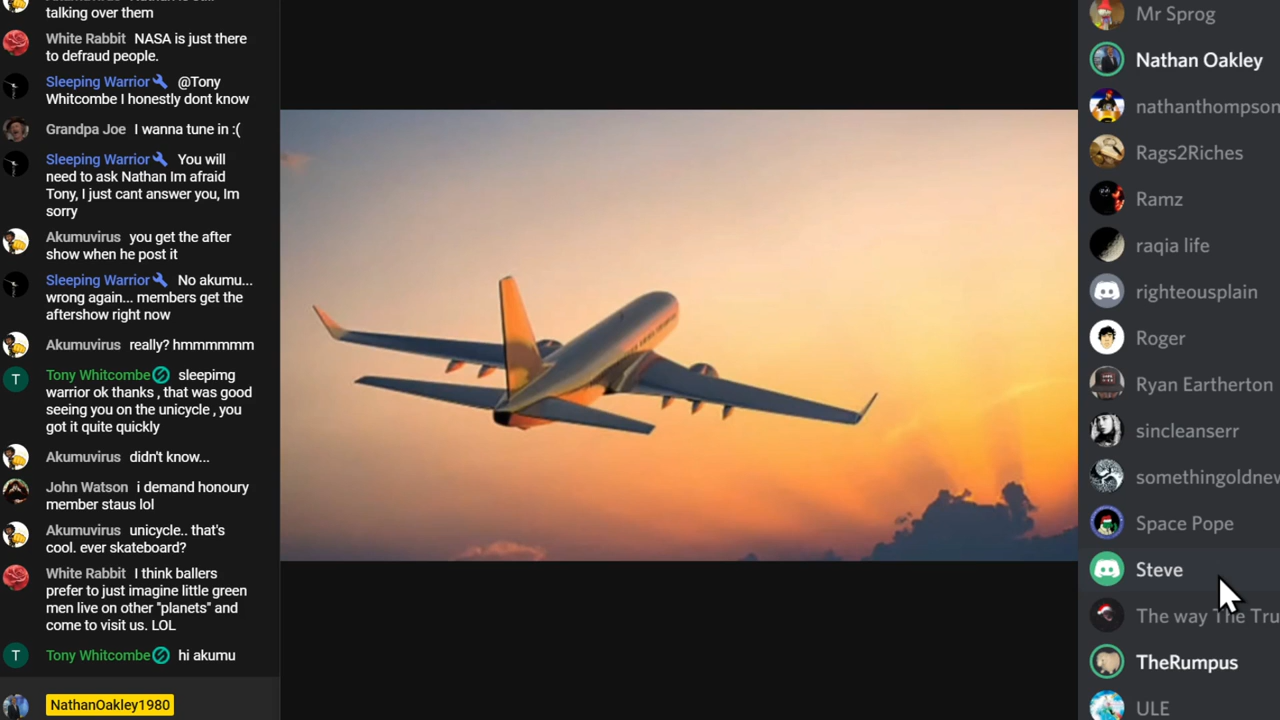 talking over them
White Rabbit NASA is just there
to defraud people.
Sleeping Warrior @Tony
Whitcombe I honestly dont know
Grandpa Joe I wanna tune in :(
Sleeping Warrior You will
need to ask Nathan Im afraid
Tony, I just cant answer you, Im
sorry
Akumuvirus you get the after
show when he post it
Sleeping Warrior No akumu...
wrong again... members get the
aftershow right now
Akumuvirus really? hmmmmmm
T Tony Whitcombe sleepimg
warrior ok thanks , that was good
seeing you on the unicycle , you
got it quite quickly
Akumuvirus didn't know...
John Watson i demand honoury
member staus lol
Akumuvirus unicycle.. that's
cool. ever skateboard?
White Rabbit I think ballers
prefer to just imagine little green
men live on other "planets" and
come to visit us. LOL
T Tony Whitcombe hi akumu
NathanOakley1980
Mr Sprog
Nathan Oakley
nathanthompson
Rags2Riches
Ramz
raqia life
righteousplain
Roger
Ryan Eartherton
sincleanserr
somethingoldnew
Space Pope
Steve
The way The Tru
TheRumpus
ULE